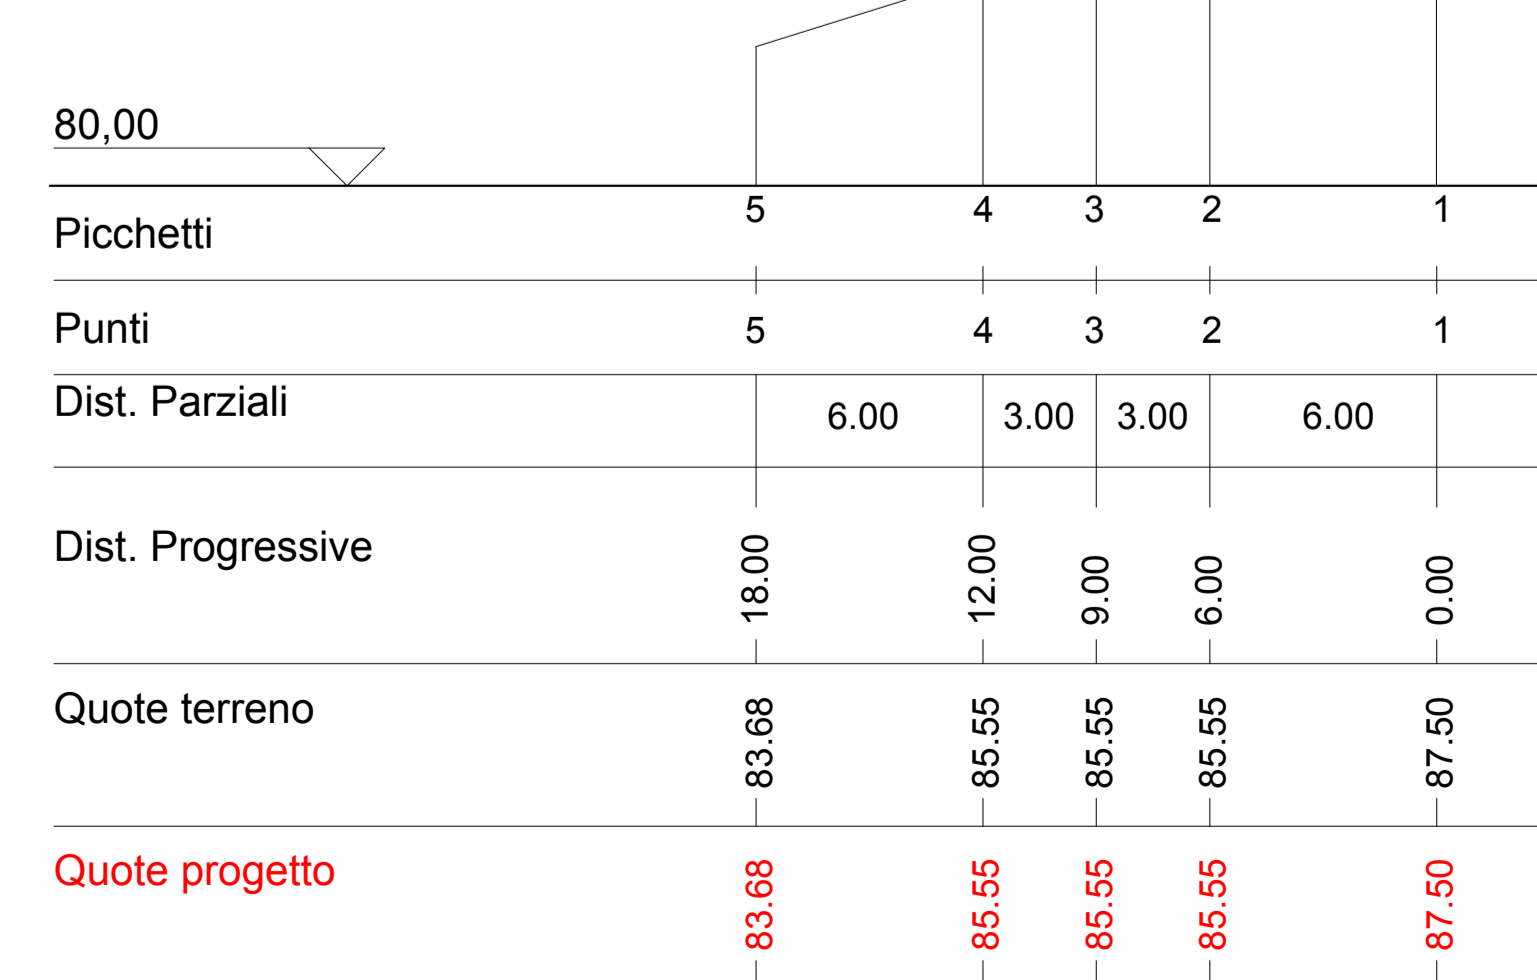 80,00
Picchetti 5 4 3 2 1
Punti 5 4 3 2 1
Dist. Parziali 6.00 3.00 3.00 6.00
Dist. Progressive 18.00 12.00 9.00 6.00 0.00
Quote terreno 83.68 85.55 85.55 85.55 87.50
Quote progetto 83.68 85.55 85.55 85.55 87.50